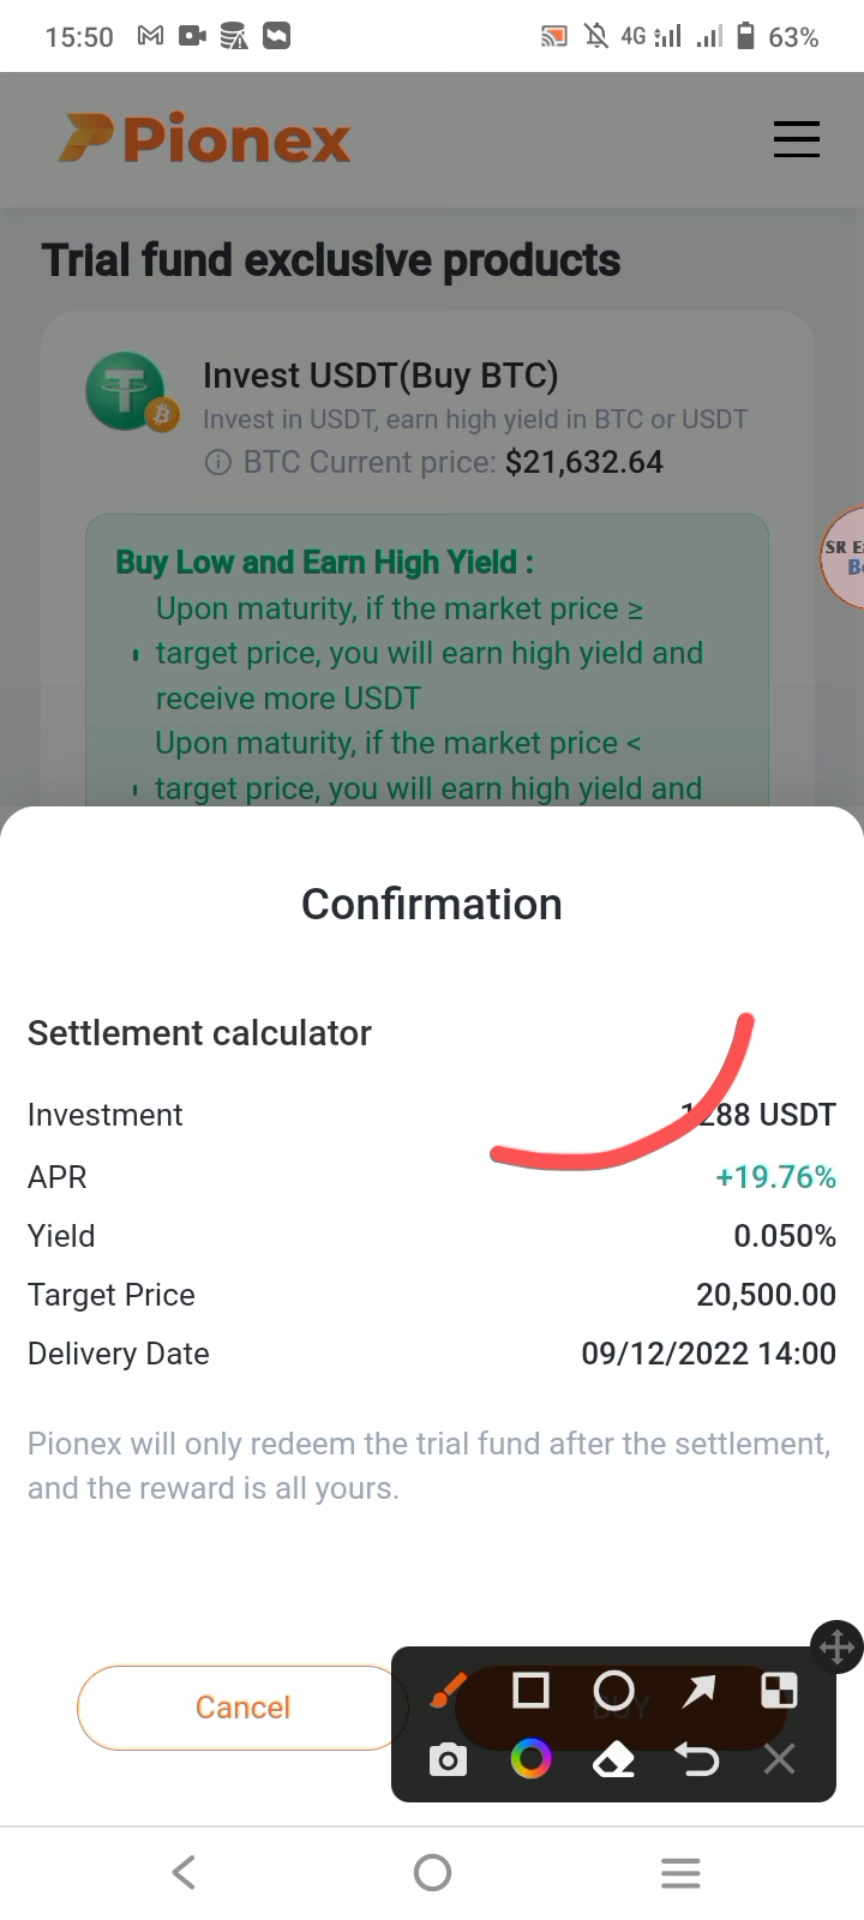 15:50 4G 63%
Pionex
Trial fund exclusive products
Invest USDT(Buy BTC)
Invest in USDT, earn high yield in BTC or USDT
BTC Current price: $21,632.64
Buy Low and Earn High Yield :
Upon maturity, if the market price ≥
target price, you will earn high yield and
receive more USDT
Upon maturity, if the market price <
target price, you will earn high yield and
SR
Confirmation
Settlement calculator
Investment 1288 USDT
APR +19.76%
Yield 0.050%
Target Price 20,500.00
Delivery Date 09/12/2022 14:00
Pionex will only redeem the trial fund after the settlement,
and the reward is all yours.
Cancel BUY